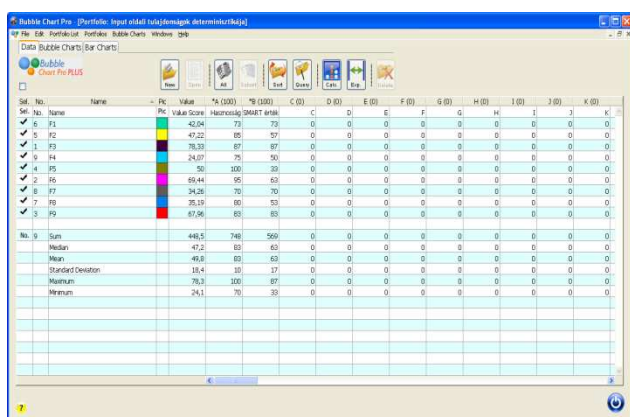 Bubble Chart Pro - [Portfolio: Input oldali tulajdonságok determinisztikája]
File Edit Portfolio List Portfolios Bubble Charts Windows Help
Data Bubble Charts Bar Charts
Bubble
Chart Pro PLUS
New Open All Select Sort Query Calc. Exp. Delete
Sel. No. Name Pic Value *A (100) *B (100) C (0) D (0) E (0) F (0) G (0) H (0) I (0) J (0) K (0)
Sel. No. Name Pic Value Score Hasznosság SMART érték C D E F G H I J K
6 F1 42,04 73 73 0 0 0 0 0 0 0 0 0
5 F2 47,22 85 57 0 0 0 0 0 0 0 0 0
1 F3 78,33 87 87 0 0 0 0 0 0 0 0 0
9 F4 24,07 75 50 0 0 0 0 0 0 0 0 0
4 F5 50 100 33 0 0 0 0 0 0 0 0 0
2 F6 69,44 95 63 0 0 0 0 0 0 0 0 0
8 F7 34,26 70 70 0 0 0 0 0 0 0 0 0
7 F8 35,19 80 53 0 0 0 0 0 0 0 0 0
3 F9 67,96 83 83 0 0 0 0 0 0 0 0 0
No. 9 Sum 448,5 748 569 0 0 0 0 0 0 0 0 0
Median 47,2 83 63 0 0 0 0 0 0 0 0 0
Mean 49,8 83 63 0 0 0 0 0 0 0 0 0
Standard Deviation 18,4 10 17 0 0 0 0 0 0 0 0 0
Maximum 78,3 100 87 0 0 0 0 0 0 0 0 0
Minimum 24,1 70 33 0 0 0 0 0 0 0 0 0
?